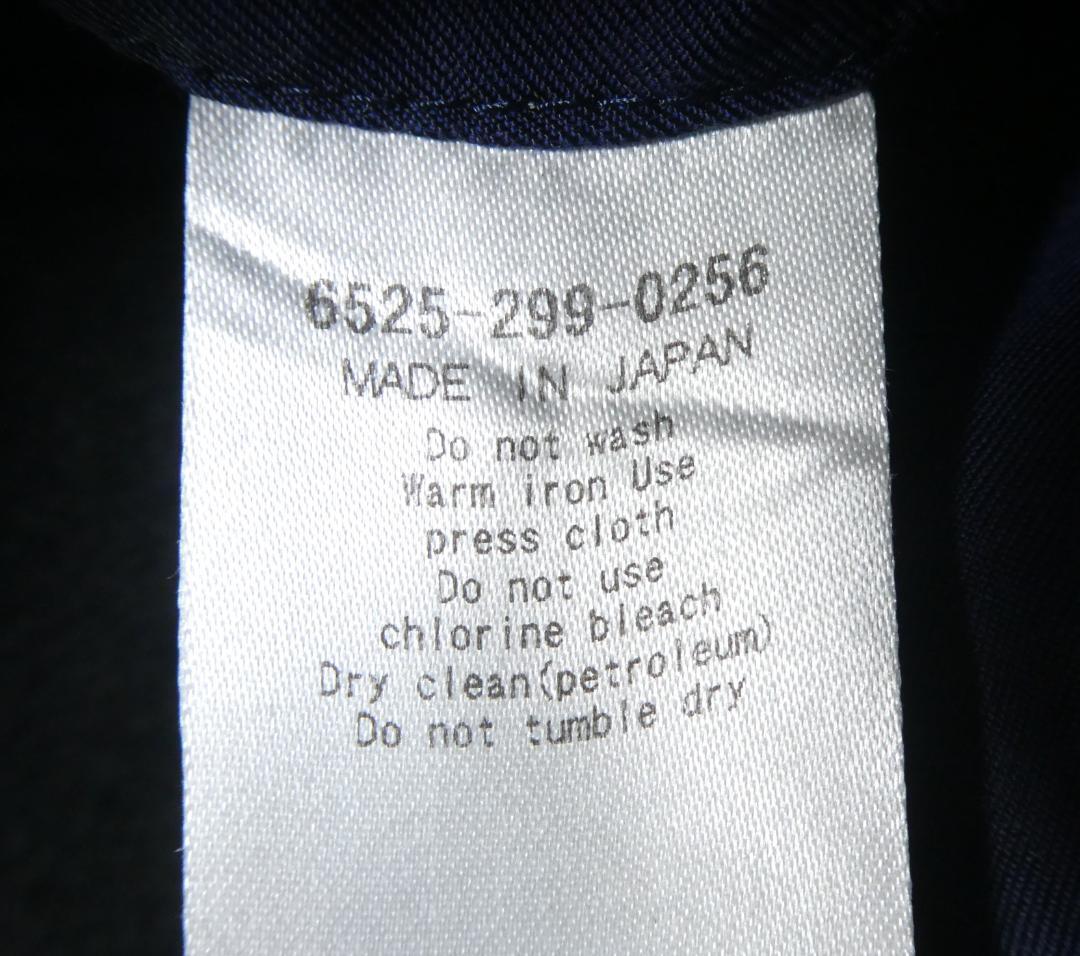 6525-299-0256
MADE IN JAPAN
Do not wash
Warm iron Use
press cloth
Do not use
chlorine bleach
Dry clean(petroleum)
Do not tumble dry